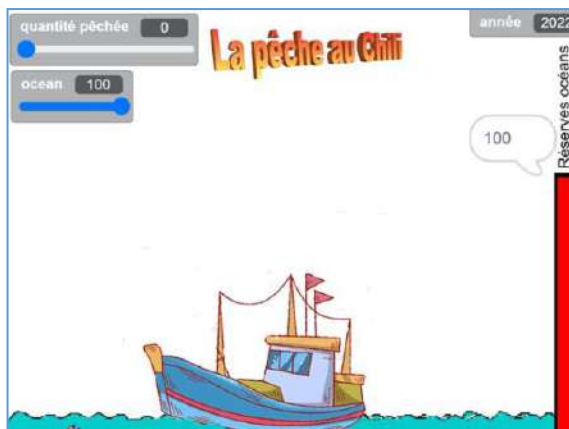 quantité pêchée 0
La pêche au Chili
année 2022
ocean 100
Réserves océans
100